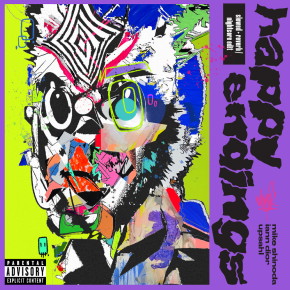 happy
endings
mike shinoda
iann dior
upsahl
PARENTAL
ADVISORY
EXPLICIT CONTENT